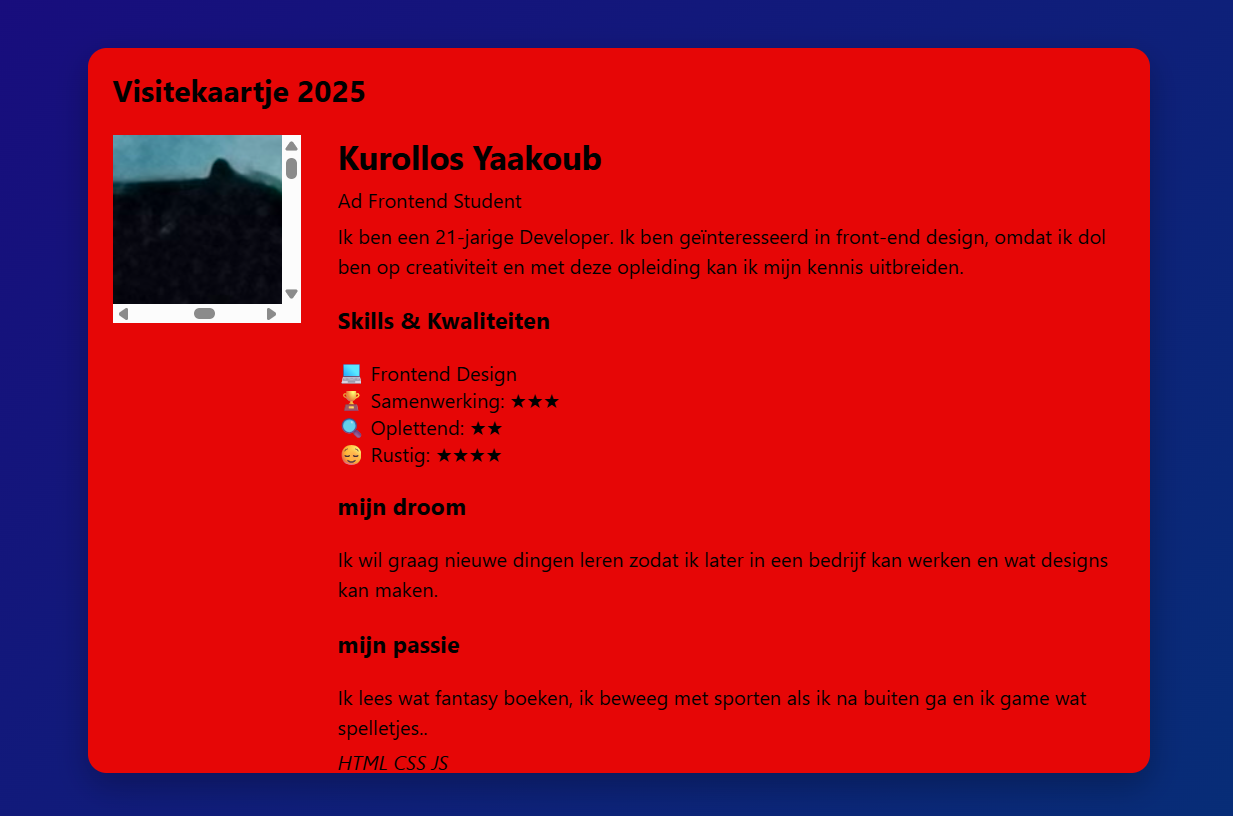 Visitekaartje 2025
Kurollos Yaakoub
Ad Frontend Student
Ik ben een 21-jarige Developer. Ik ben geïnteresseerd in front-end design, omdat ik dol
ben op creativiteit en met deze opleiding kan ik mijn kennis uitbreiden.
Skills & Kwaliteiten
💻 Frontend Design
🏆 Samenwerking: ★★★
🔍 Oplettend: ★★
😌 Rustig: ★★★★
mijn droom
Ik wil graag nieuwe dingen leren zodat ik later in een bedrijf kan werken en wat designs
kan maken.
mijn passie
Ik lees wat fantasy boeken, ik beweeg met sporten als ik na buiten ga en ik game wat
spelletjes..
HTML CSS JS